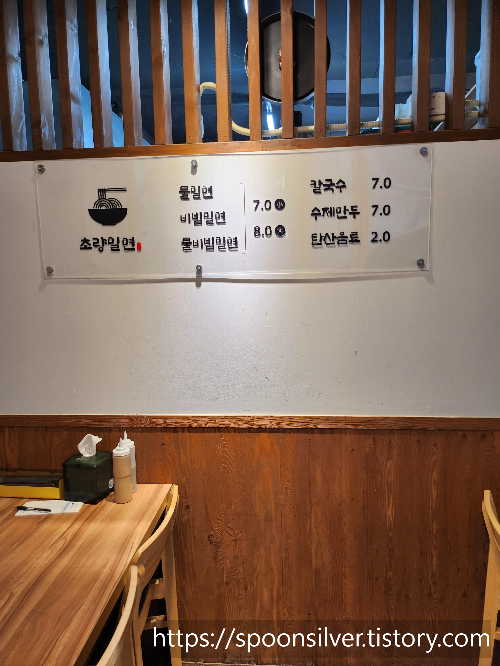 초량밀면
물밀면
비빔밀면
물비빔밀면
7.0 小
8.0 大
칼국수 7.0
수제만두 7.0
탄산음료 2.0
https://spoonsilver.tistory.com